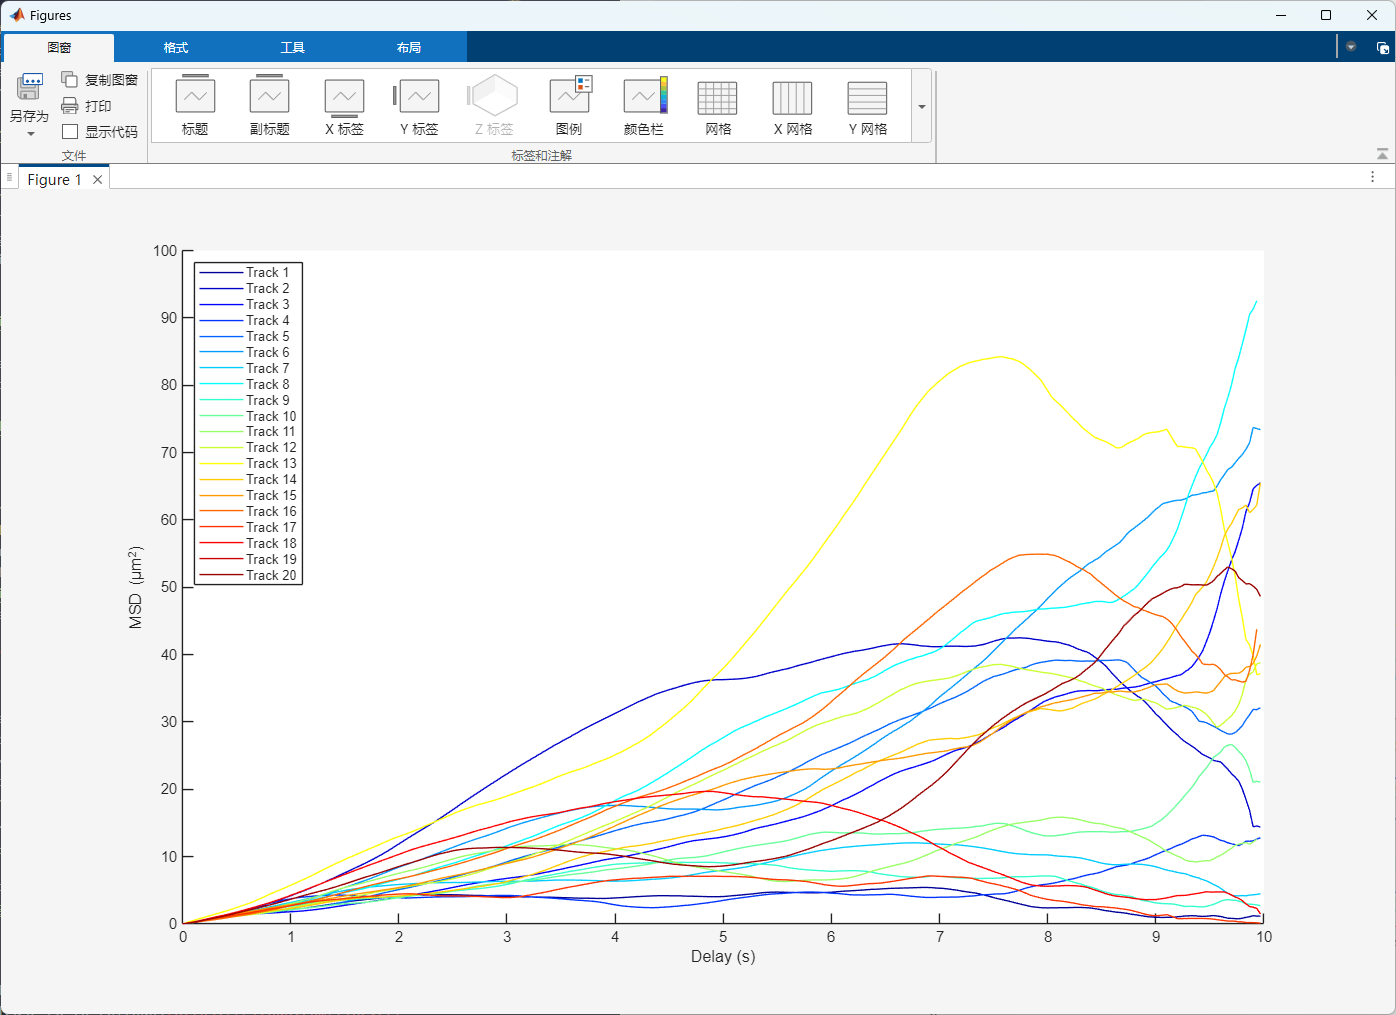 Figures
图窗 格式 工具 布局
另存为
复制图窗
打印
显示代码
文件
标题 副标题 X 标签 Y 标签 Z 标签 图例 颜色栏 网格 X 网格 Y 网格
标签和注解
Figure 1
100
90
80
70
60
50
40
30
20
10
0
MSD (μm²)
Track 1
Track 2
Track 3
Track 4
Track 5
Track 6
Track 7
Track 8
Track 9
Track 10
Track 11
Track 12
Track 13
Track 14
Track 15
Track 16
Track 17
Track 18
Track 19
Track 20
0 1 2 3 4 5 6 7 8 9 10
Delay (s)